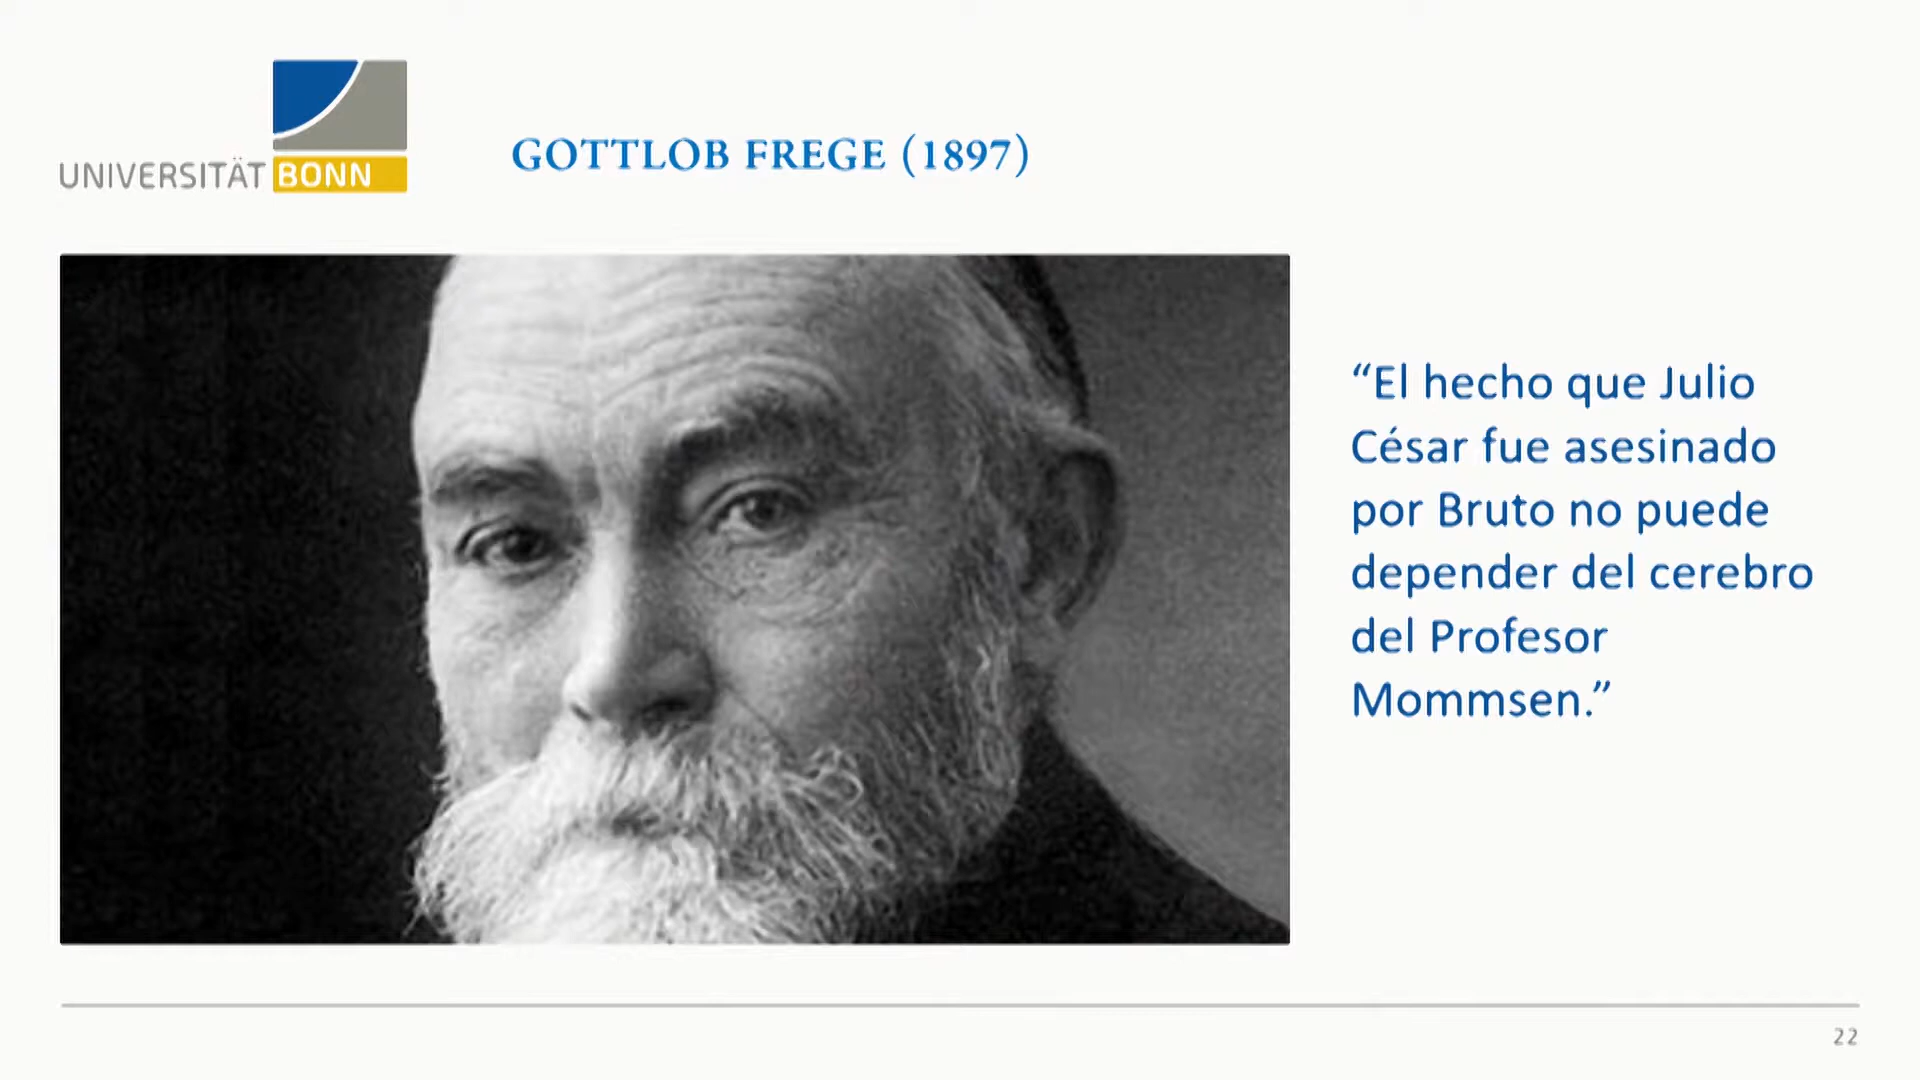 UNIVERSITÄT BONN
GOTTLOB FREGE (1897)
“El hecho que Julio
César fue asesinado
por Bruto no puede
depender del cerebro
del Profesor
Mommsen.”
22